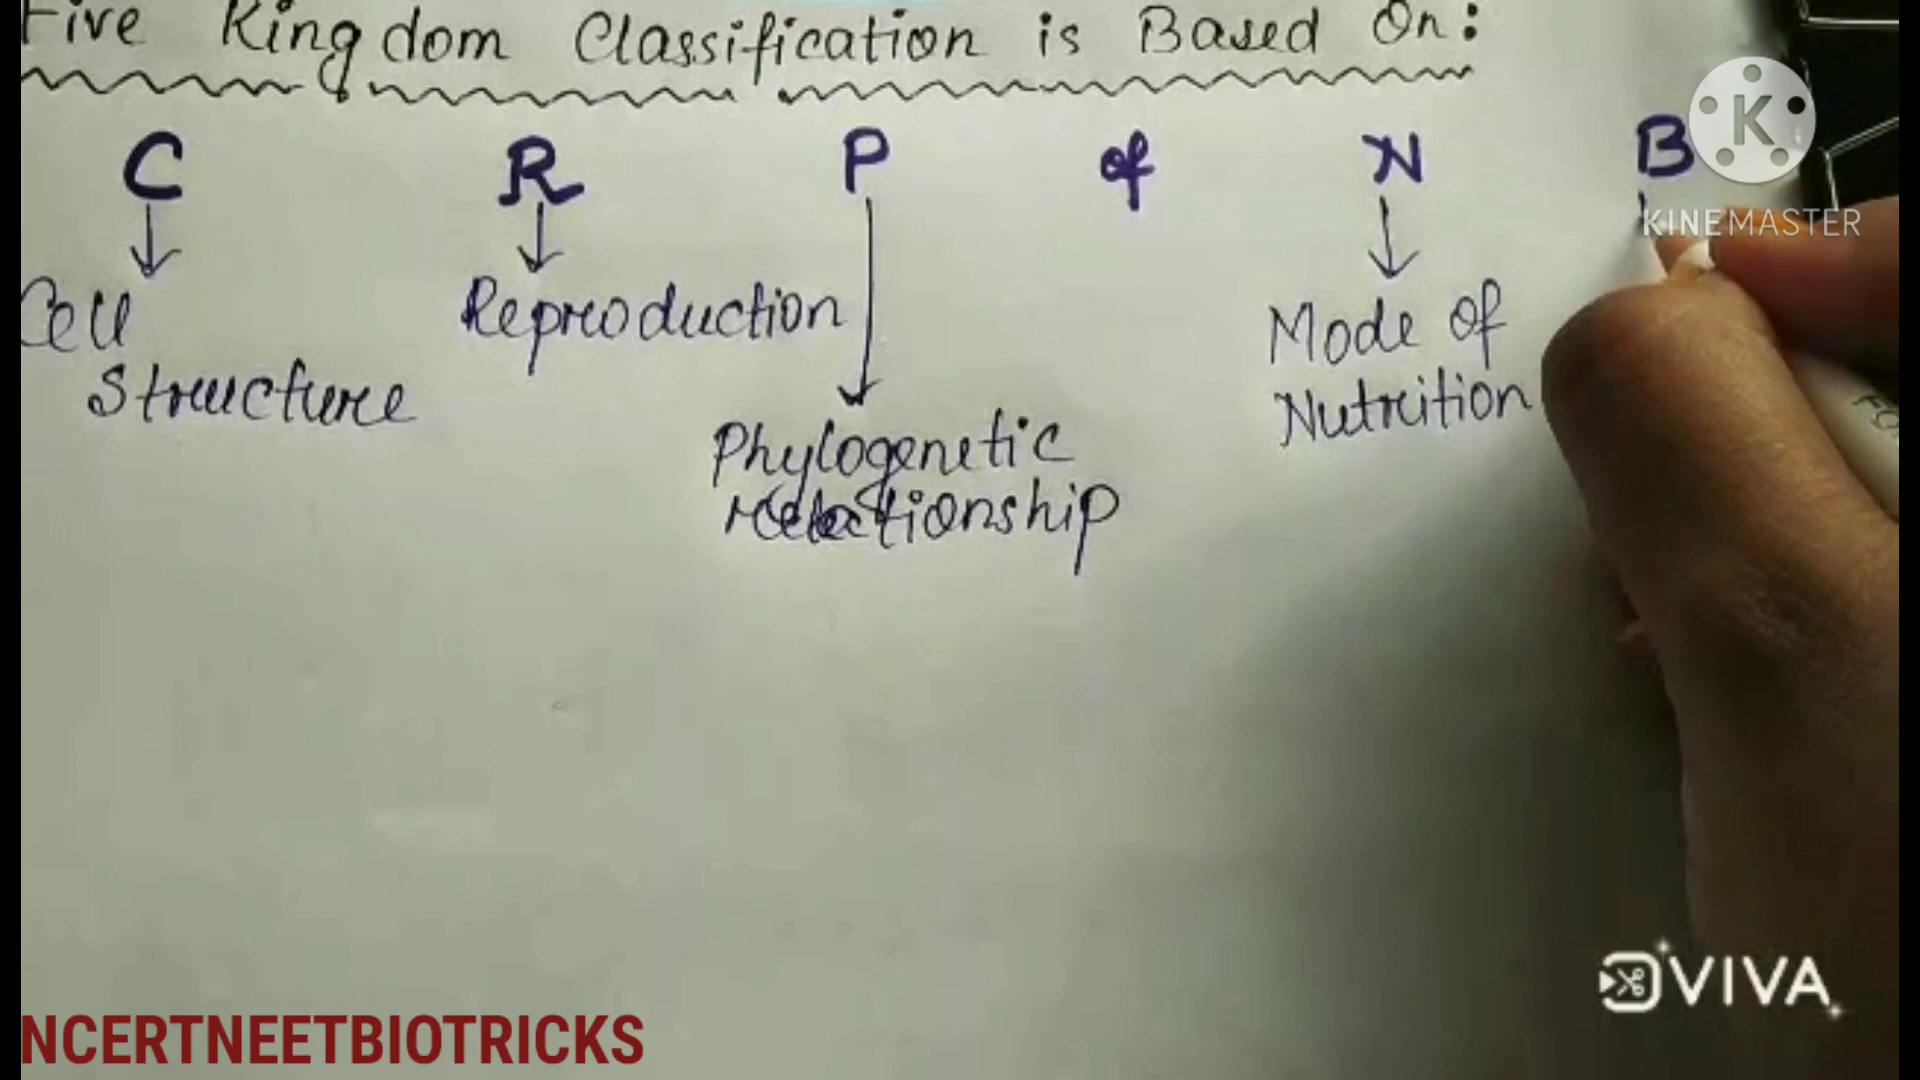 Five Kingdom Classification is Based On:
C R P of N B
Cell
Structure
Reproduction
Phylogenetic
relationship
Mode of
Nutrition
K
KINEMASTER
VIVA
NCERTNEETBIOTRICKS